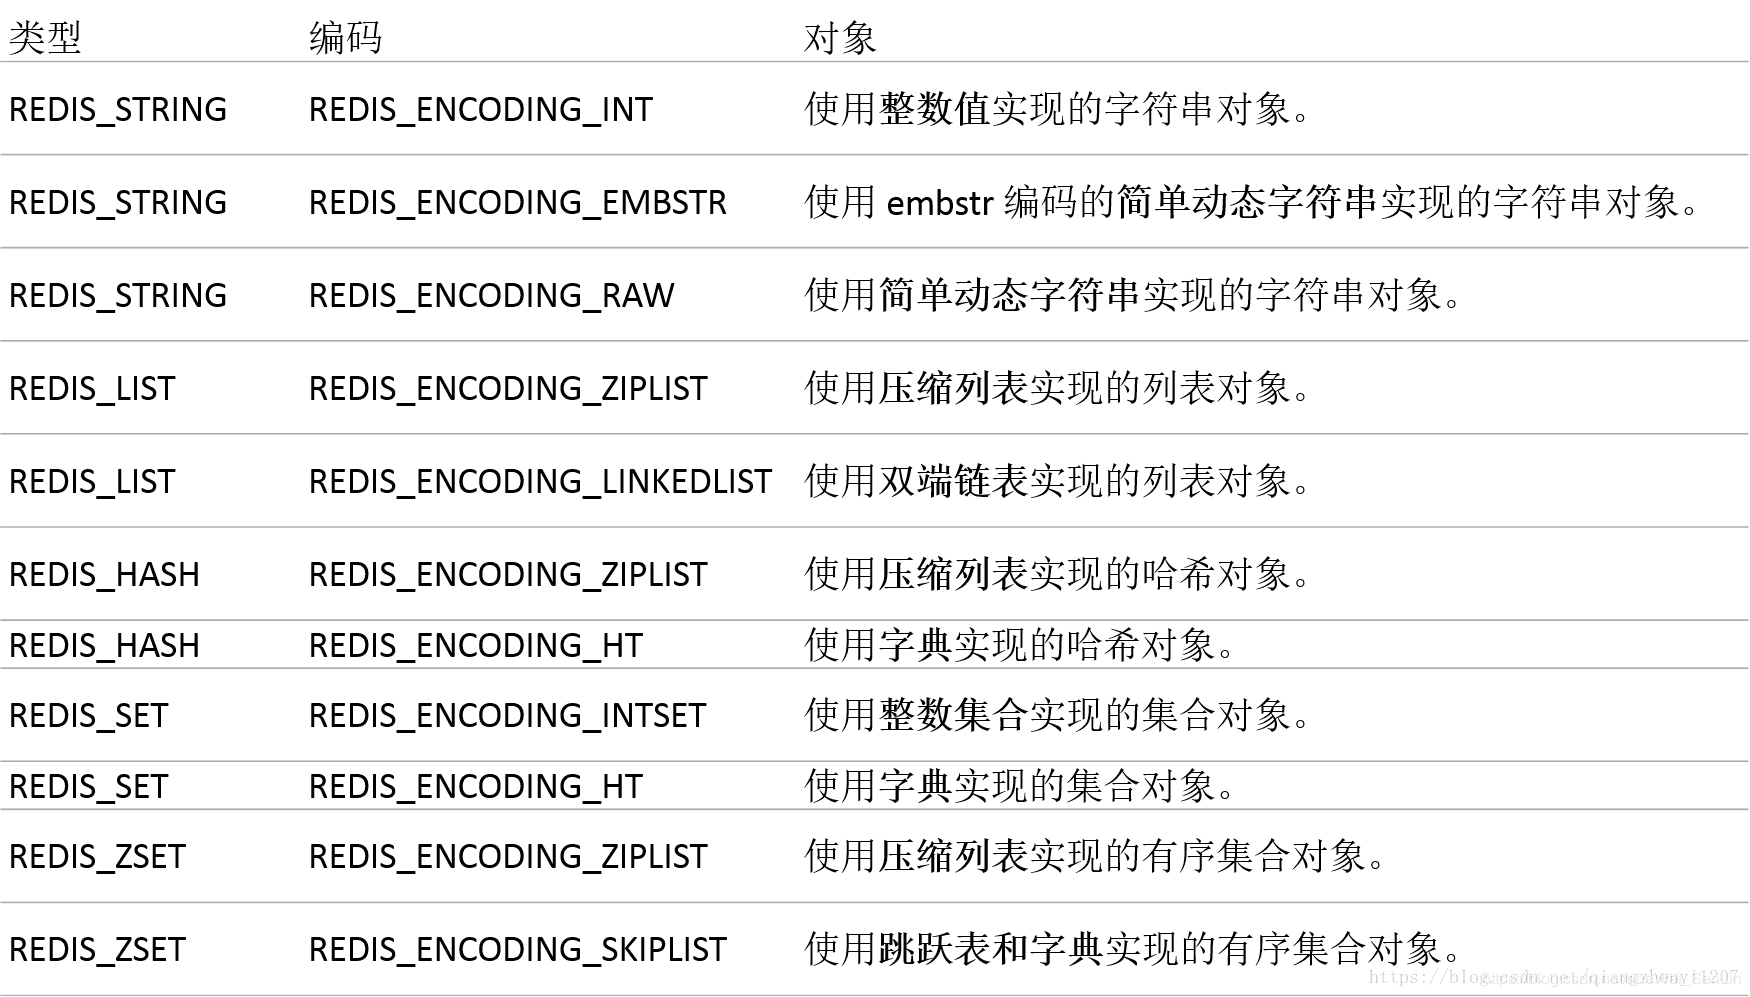 类型 编码 对象
REDIS_STRING REDIS_ENCODING_INT 使用整数值实现的字符串对象。
REDIS_STRING REDIS_ENCODING_EMBSTR 使用 embstr 编码的简单动态字符串实现的字符串对象。
REDIS_STRING REDIS_ENCODING_RAW 使用简单动态字符串实现的字符串对象。
REDIS_LIST REDIS_ENCODING_ZIPLIST 使用压缩列表实现的列表对象。
REDIS_LIST REDIS_ENCODING_LINKEDLIST 使用双端链表实现的列表对象。
REDIS_HASH REDIS_ENCODING_ZIPLIST 使用压缩列表实现的哈希对象。
REDIS_HASH REDIS_ENCODING_HT 使用字典实现的哈希对象。
REDIS_SET REDIS_ENCODING_INTSET 使用整数集合实现的集合对象。
REDIS_SET REDIS_ENCODING_HT 使用字典实现的集合对象。
REDIS_ZSET REDIS_ENCODING_ZIPLIST 使用压缩列表实现的有序集合对象。
REDIS_ZSET REDIS_ENCODING_SKIPLIST 使用跳跃表和字典实现的有序集合对象。